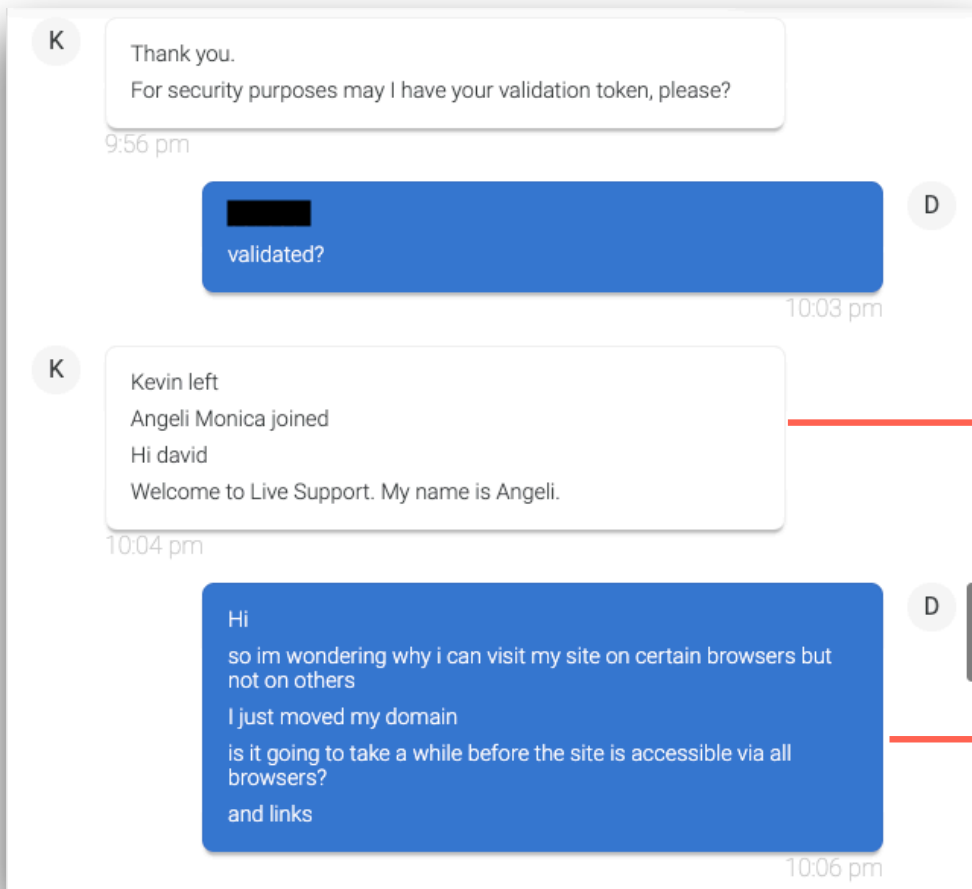 K
Thank you.
For security purposes may I have your validation token, please?
9:56 pm
D
validated?
10:03 pm
K
Kevin left
Angeli Monica joined
Hi david
Welcome to Live Support. My name is Angeli.
10:04 pm
D
Hi
so im wondering why i can visit my site on certain browsers but
not on others
I just moved my domain
is it going to take a while before the site is accessible via all
browsers?
and links
10:06 pm